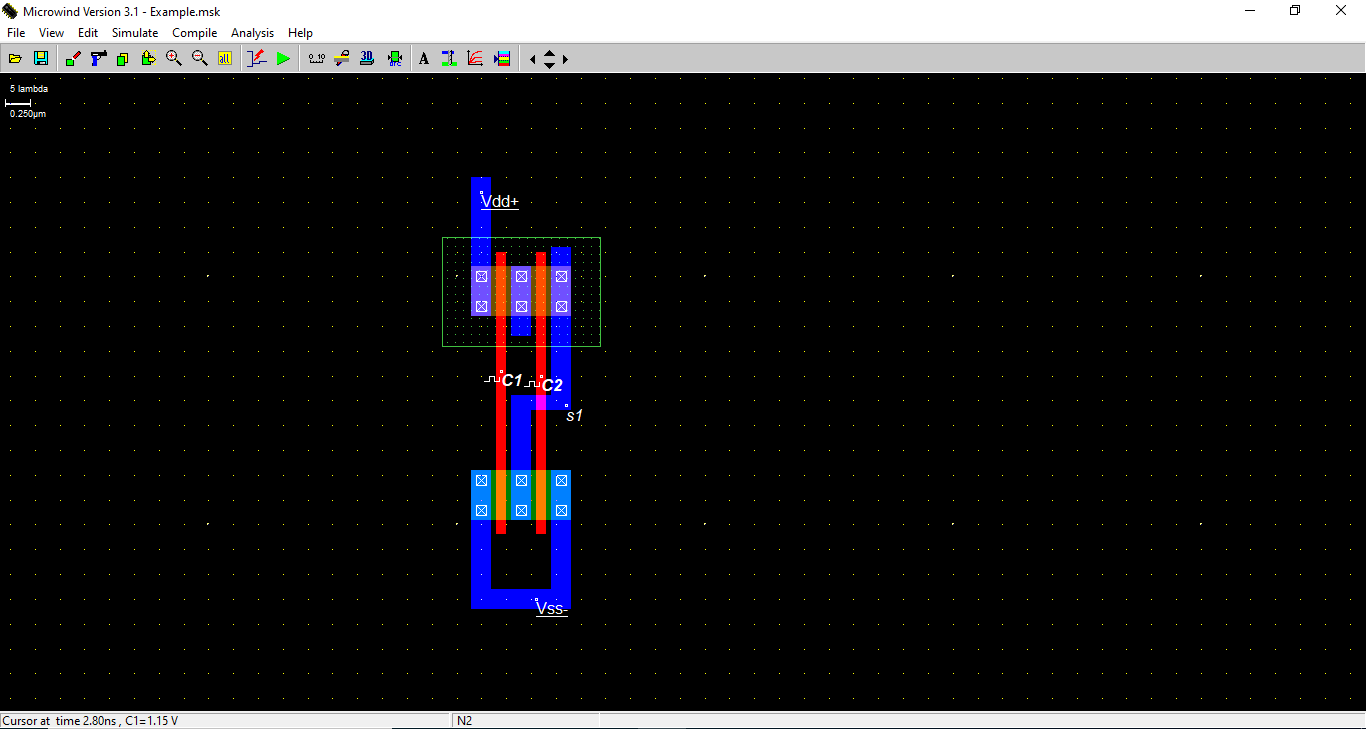 Microwind Version 3.1 - Example.msk
File View Edit Simulate Compile Analysis Help
5 lambda
0.250µm
Vdd+
C1 C2
s1
Vss-
Cursor at time 2.80ns , C1=1.15 V N2